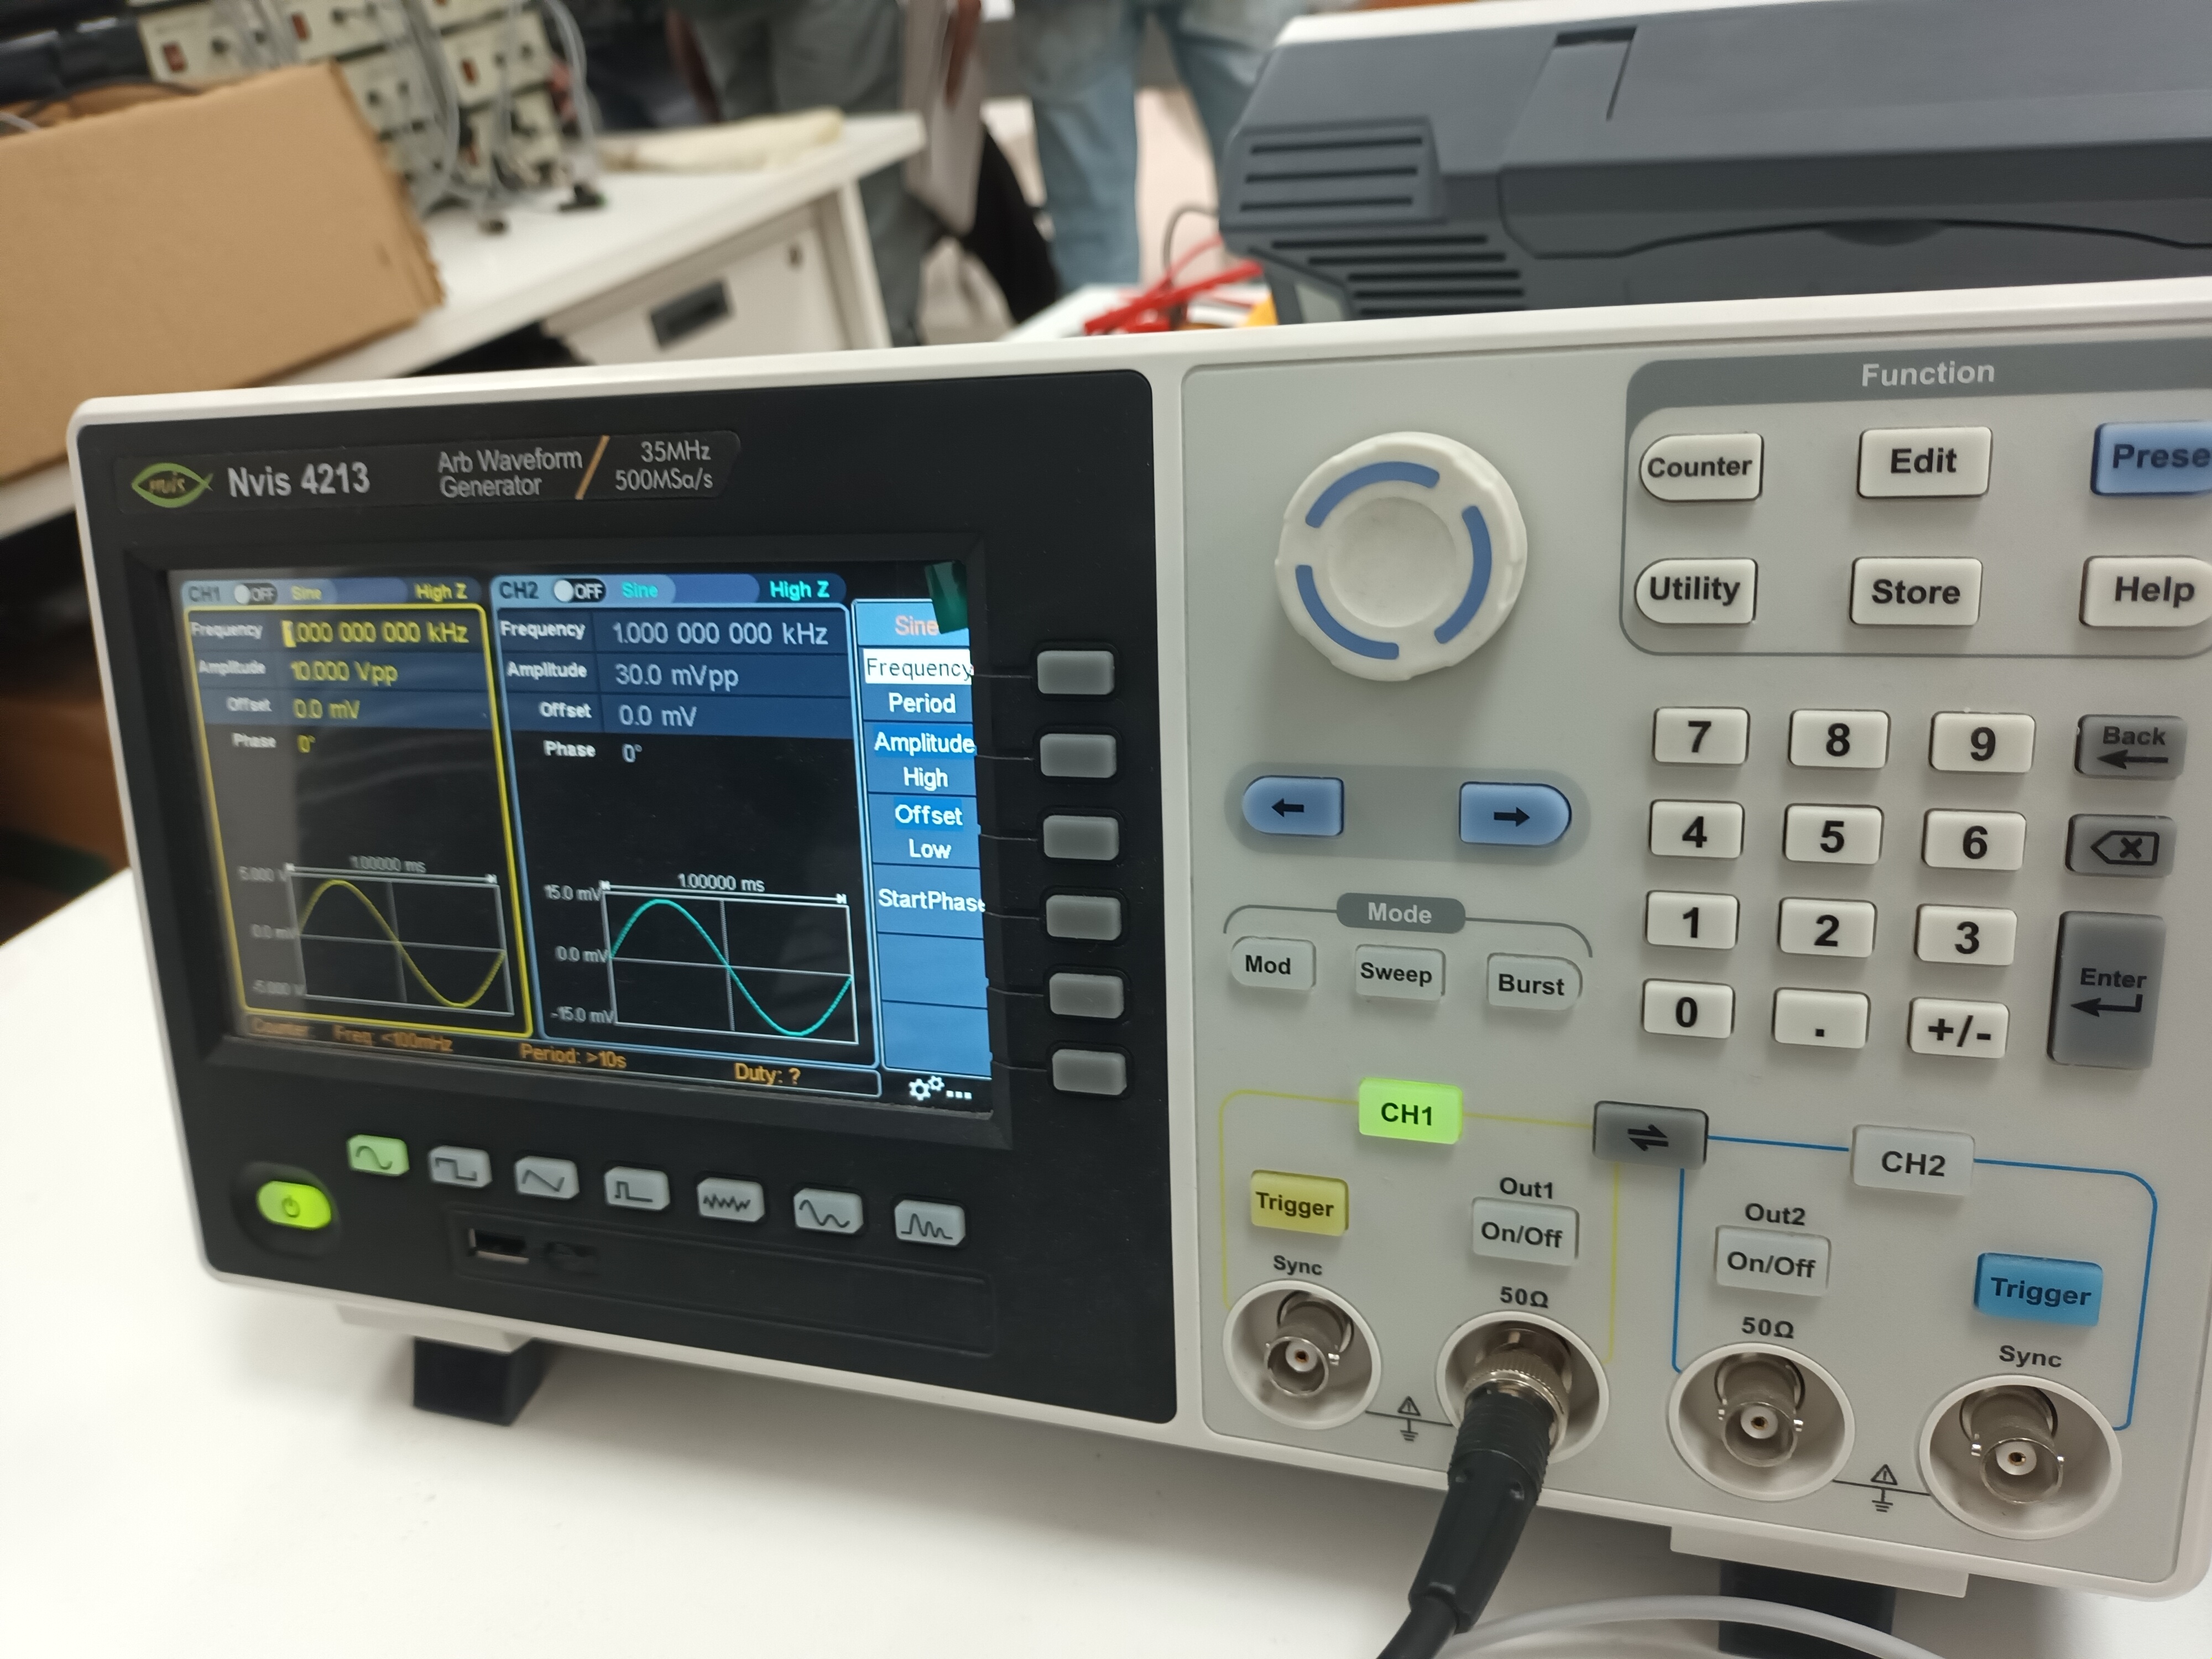 nvis
Nvis 4213
Arb Waveform
Generator
35MHz
500MSa/s
CH1 OFF Sine High Z
Frequency 1.000 000 000 kHz
Amplitude 10.000 Vpp
Offset 0.0 mV
Phase 0°
1.00000 ms
5.000 V
0.0 mV
-5.000 V
CH2 OFF Sine High Z
Frequency 1.000 000 000 kHz
Amplitude 30.0 mVpp
Offset 0.0 mV
Phase 0°
1.00000 ms
15.0 mV
0.0 mV
-15.0 mV
Counter Freq: <100mHz Period: >10s Duty: ?
Sine
Frequency
Period
Amplitude
High
Offset
Low
StartPhase
Function
Counter Edit Prese
Utility Store Help
7 8 9 Back
4 5 6
1 2 3
0 . +/- Enter
Mode
Mod Sweep Burst
CH1
CH2
Trigger
Out1
On/Off
Sync
50Ω
Out2
On/Off
50Ω
Trigger
Sync